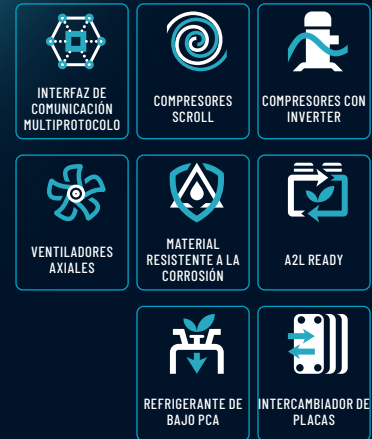 INTERFAZ DE
COMUNICACIÓN
MULTIPROTOCOLO
COMPRESORES
SCROLL
COMPRESORES CON
INVERTER
VENTILADORES
AXIALES
MATERIAL
RESISTENTE A LA
CORROSIÓN
A2L READY
REFRIGERANTE DE
BAJO PCA
INTERCAMBIADOR DE
PLACAS